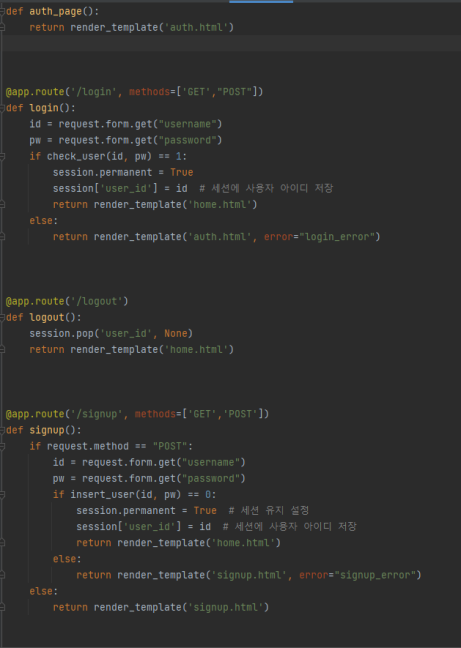 def auth_page():
return render_template('auth.html')
@app.route('/login', methods=['GET',"POST"])
def login():
id = request.form.get("username")
pw = request.form.get("password")
if check_user(id, pw) == 1:
session.permanent = True
session['user_id'] = id  # 세션에 사용자 아이디 저장
return render_template('home.html')
else:
return render_template('auth.html', error="login_error")
@app.route('/logout')
def logout():
session.pop('user_id', None)
return render_template('home.html')
@app.route('/signup', methods=['GET','POST'])
def signup():
if request.method == "POST":
id = request.form.get("username")
pw = request.form.get("password")
if insert_user(id, pw) == 0:
session.permanent = True  # 세션 유지 설정
session['user_id'] = id  # 세션에 사용자 아이디 저장
return render_template('home.html')
else:
return render_template('signup.html', error="signup_error")
else:
return render_template('signup.html')